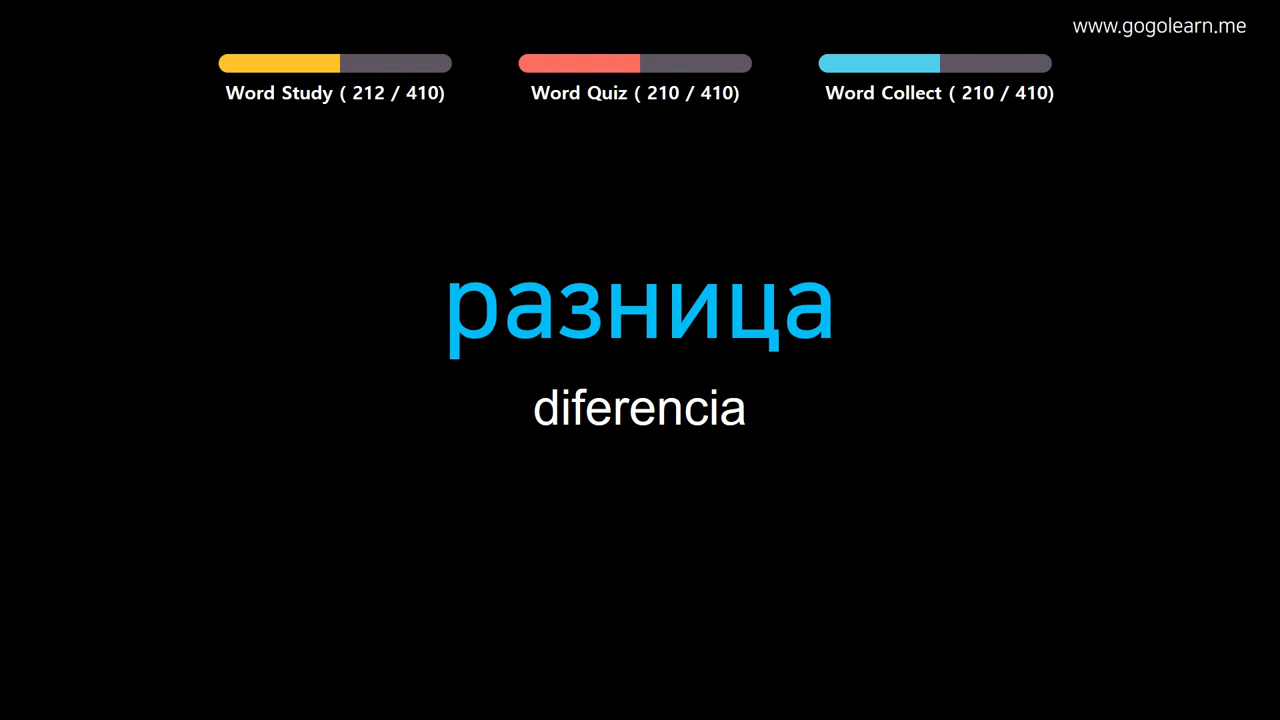 www.gogolearn.me
Word Study ( 212 / 410)
Word Quiz ( 210 / 410)
Word Collect ( 210 / 410)
разница
diferencia